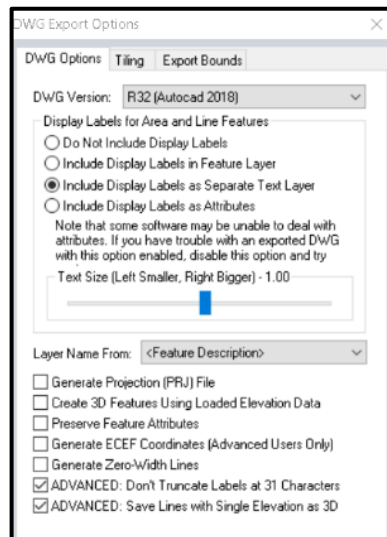 DWG Export Options
DWG Options Tiling Export Bounds
DWG Version: R32 (Autocad 2018)
Display Labels for Area and Line Features
Do Not Include Display Labels
Include Display Labels in Feature Layer
Include Display Labels as Separate Text Layer
Include Display Labels as Attributes
Note that some software may be unable to deal with
attributes. If you have trouble with an exported DWG
with this option enabled, disable this option and try
Text Size (Left Smaller, Right Bigger) - 1.00
Layer Name From: <Feature Description>
Generate Projection (PRJ) File
Create 3D Features Using Loaded Elevation Data
Preserve Feature Attributes
Generate ECEF Coordinates (Advanced Users Only)
Generate Zero-Width Lines
ADVANCED: Don't Truncate Labels at 31 Characters
ADVANCED: Save Lines with Single Elevation as 3D